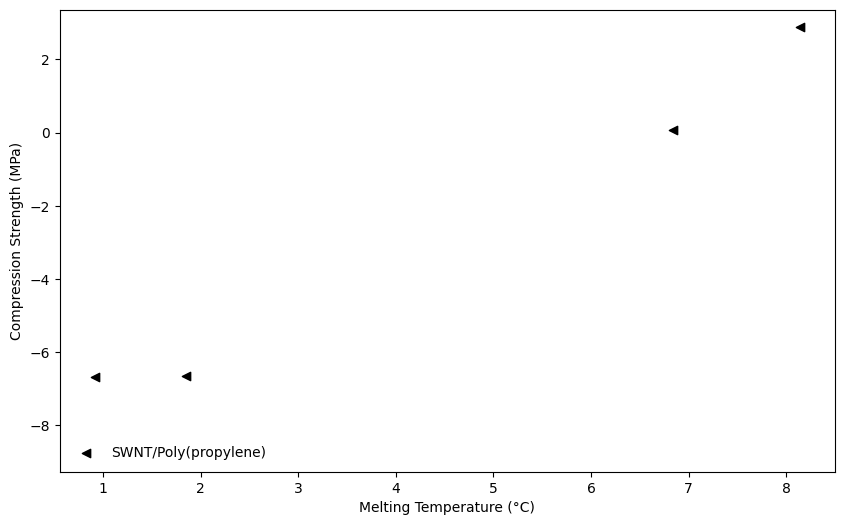 2
0
−2
−4
−6
−8
Compression Strength (MPa)
SWNT/Poly(propylene)
1 2 3 4 5 6 7 8
Melting Temperature (°C)